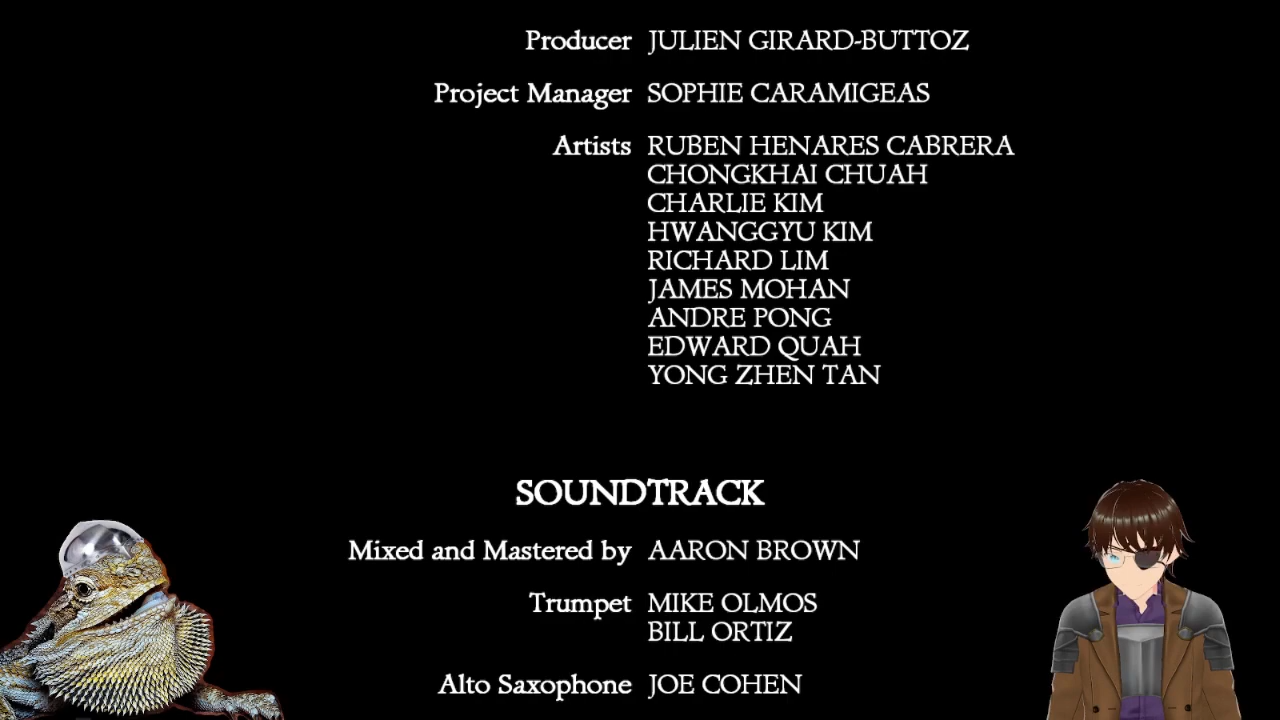 Producer JULIEN GIRARD-BUTTOZ
Project Manager SOPHIE CARAMIGEAS
Artists RUBEN HENARES CABRERA
CHONGKHAI CHUAH
CHARLIE KIM
HWANGGYU KIM
RICHARD LIM
JAMES MOHAN
ANDRE PONG
EDWARD QUAH
YONG ZHEN TAN
SOUNDTRACK
Mixed and Mastered by AARON BROWN
Trumpet MIKE OLMOS
BILL ORTIZ
Alto Saxophone JOE COHEN